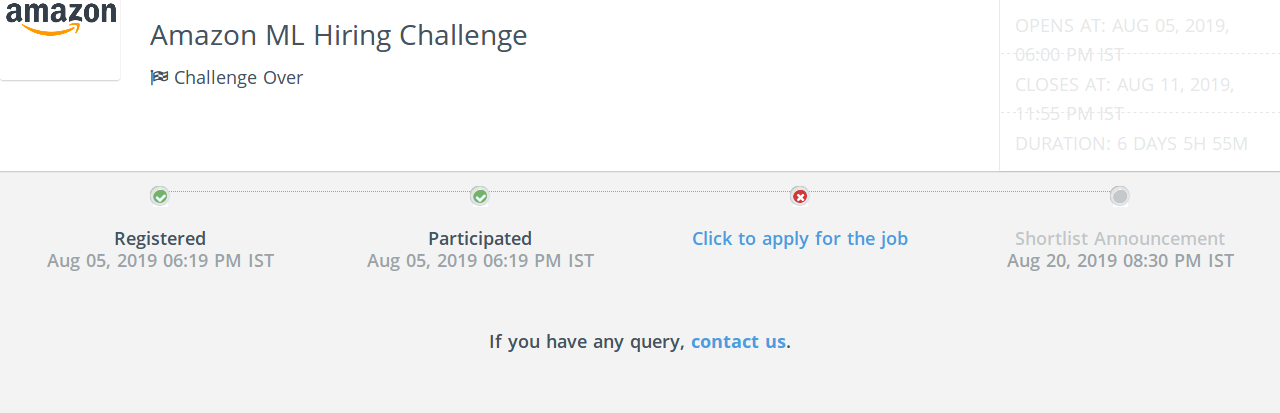 amazon
Amazon ML Hiring Challenge
Challenge Over
OPENS AT: AUG 05, 2019,
06:00 PM IST
CLOSES AT: AUG 11, 2019,
11:55 PM IST
DURATION: 6 DAYS 5H 55M
Registered
Aug 05, 2019 06:19 PM IST
Participated
Aug 05, 2019 06:19 PM IST
Click to apply for the job
Shortlist Announcement
Aug 20, 2019 08:30 PM IST
If you have any query, contact us.